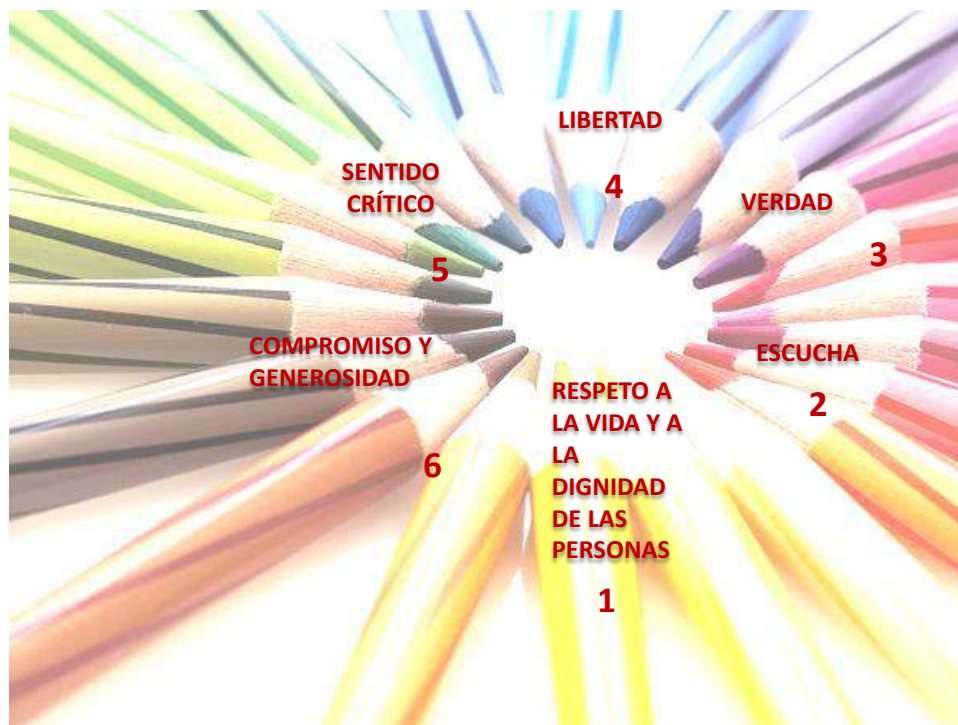 LIBERTAD
4
SENTIDO
CRÍTICO
5
VERDAD
3
COMPROMISO Y
GENEROSIDAD
6
ESCUCHA
2
RESPETO A
LA VIDA Y A
LA
DIGNIDAD
DE LAS
PERSONAS
1